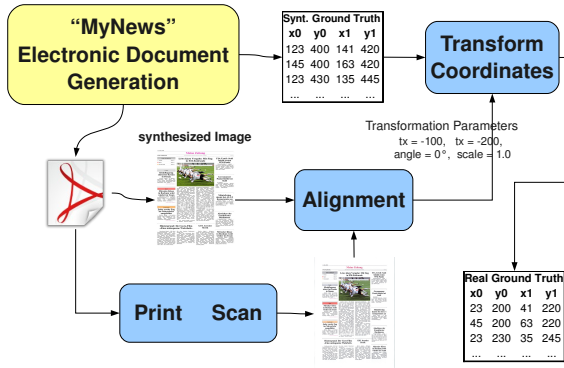 “MyNews”
Electronic Document
Generation
Synt. Ground Truth
x0 y0 x1 y1
123 400 141 420
145 400 163 420
123 430 135 445
... ... ... ...
Transform
Coordinates
synthesized Image
Transformation Parameters
tx = -100, tx = -200,
angle = 0°, scale = 1.0
Alignment
Print Scan
Real Ground Truth
x0 y0 x1 y1
23 200 41 220
45 200 63 220
23 230 35 245
... ... ... ...